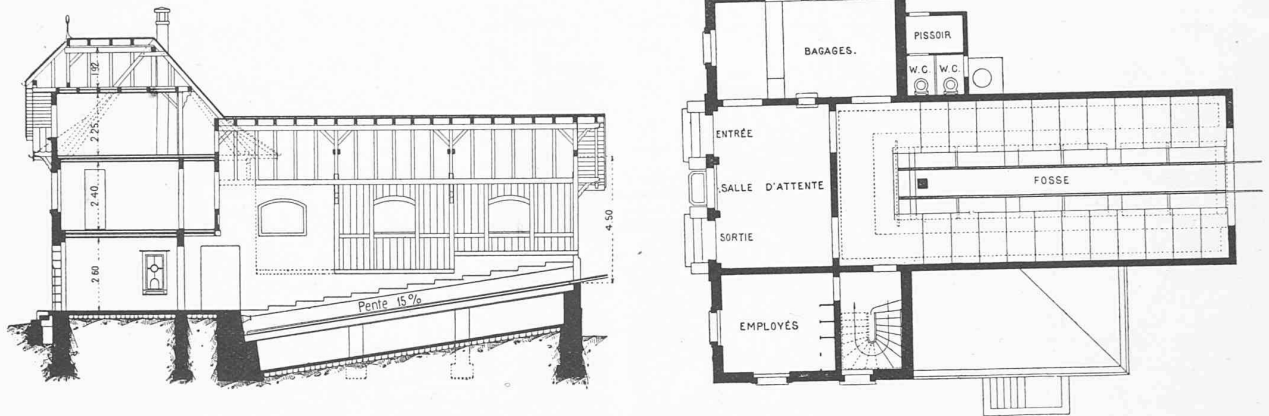 1.92
2.25
2.40
2.60
4.50
Pente 15%
BAGAGES.
PISSOIR
W.C. W.C.
ENTRÉE
SALLE D'ATTENTE
FOSSE
SORTIE
EMPLOYÉS